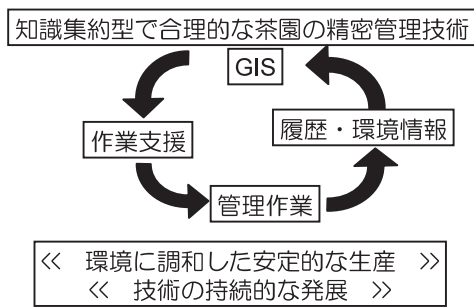 知識集約型で合理的な茶園の精密管理技術
GIS
作業支援
履歴・環境情報
管理作業
≪ 環境に調和した安定的な生産 ≫
≪ 技術の持続的な発展 ≫